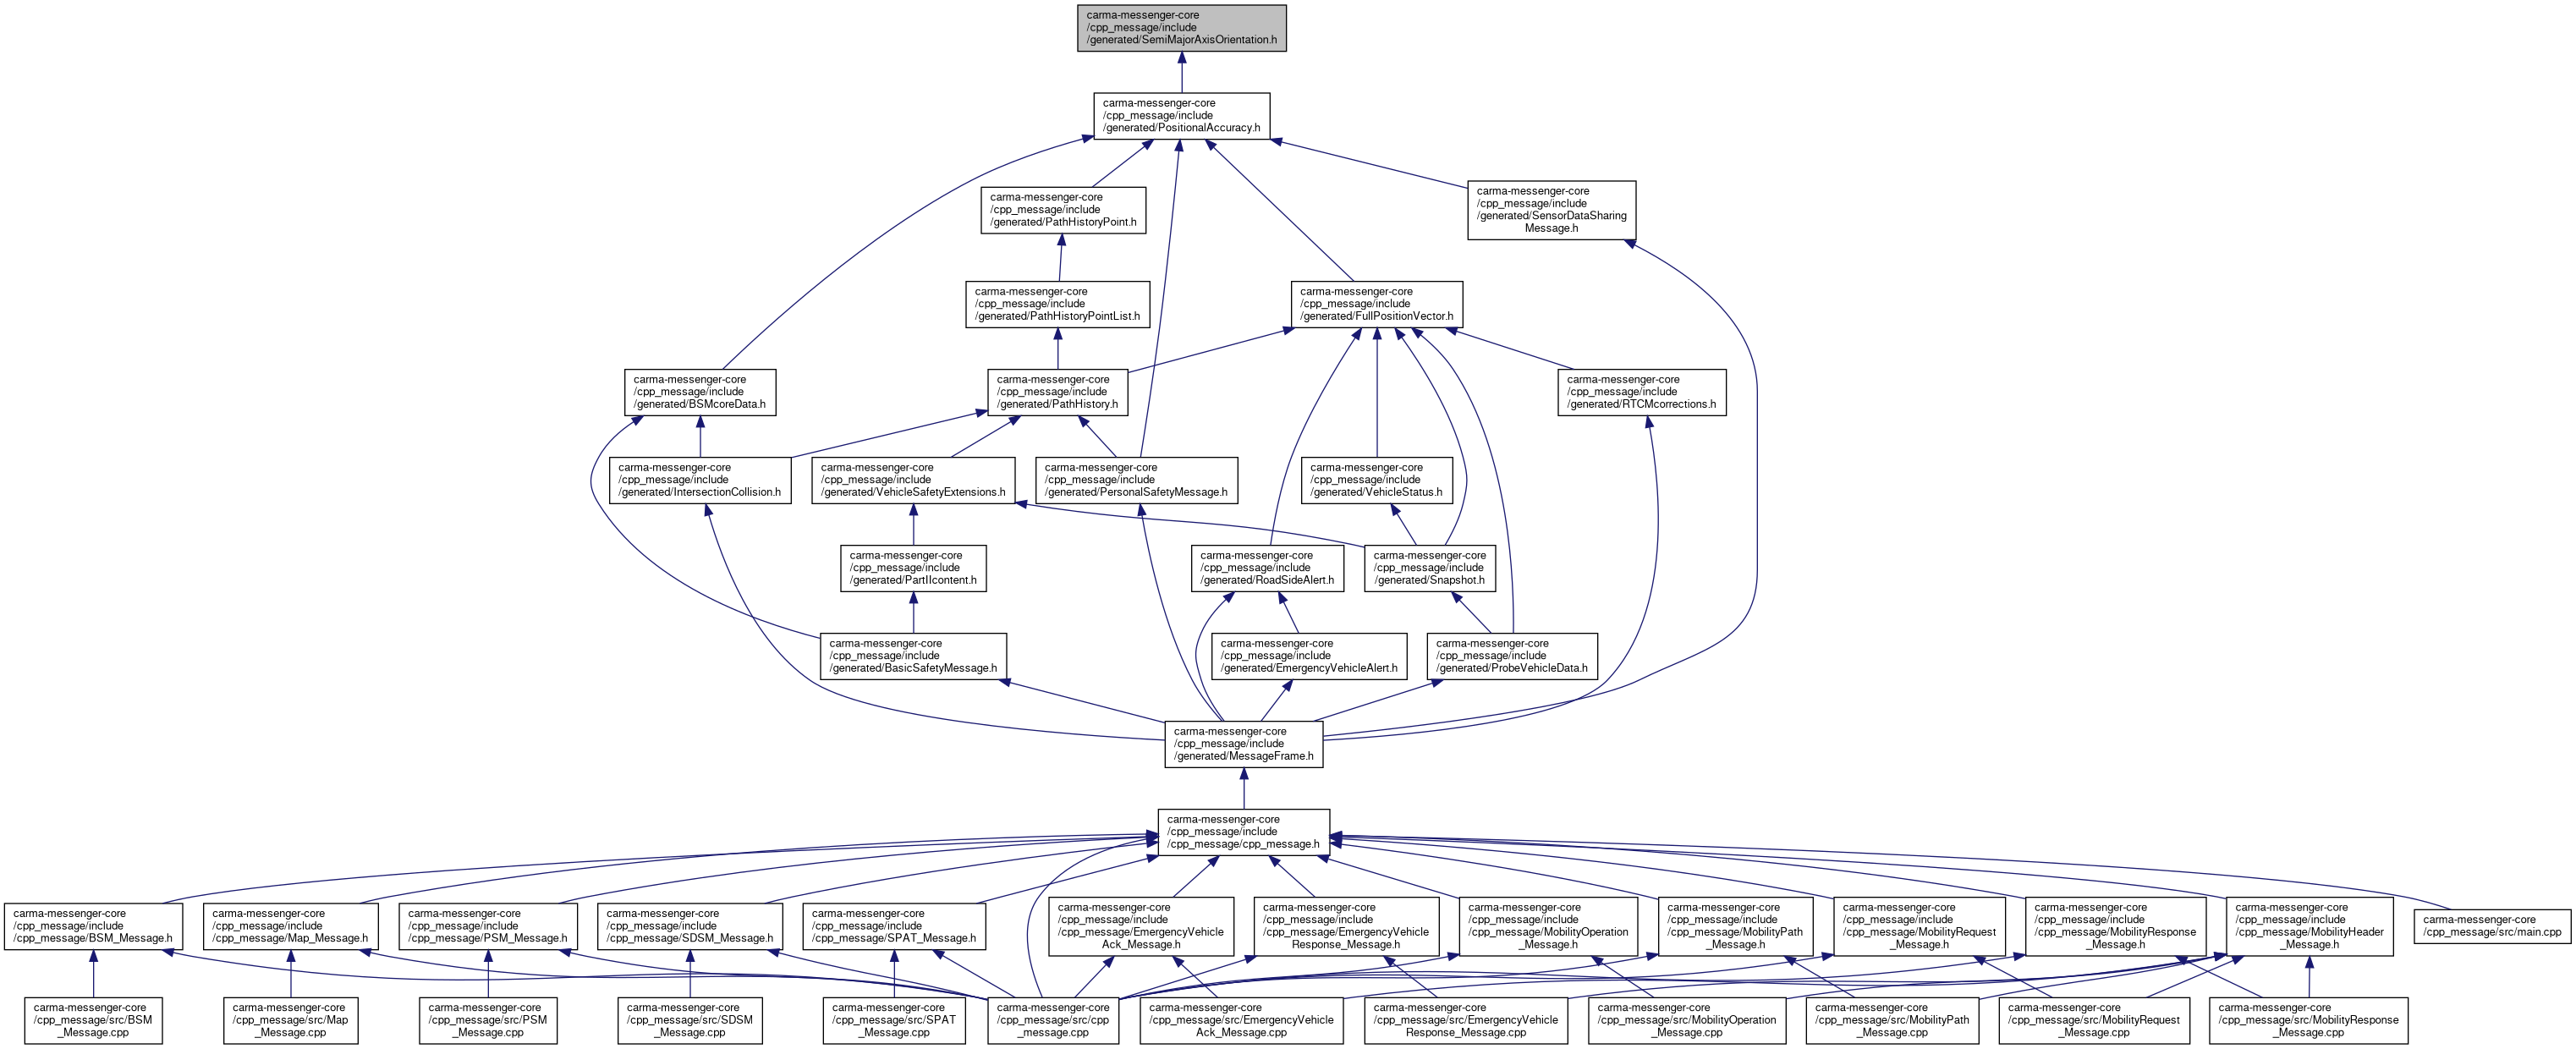 carma-messenger-core
/cpp_message/include
/generated/SemiMajorAxisOrientation.h
carma-messenger-core
/cpp_message/include
/generated/PositionalAccuracy.h
carma-messenger-core
/cpp_message/include
/generated/PathHistoryPoint.h
carma-messenger-core
/cpp_message/include
/generated/SensorDataSharing
Message.h
carma-messenger-core
/cpp_message/include
/generated/PathHistoryPointList.h
carma-messenger-core
/cpp_message/include
/generated/FullPositionVector.h
carma-messenger-core
/cpp_message/include
/generated/BSMcoreData.h
carma-messenger-core
/cpp_message/include
/generated/PathHistory.h
carma-messenger-core
/cpp_message/include
/generated/RTCMcorrections.h
carma-messenger-core
/cpp_message/include
/generated/IntersectionCollision.h
carma-messenger-core
/cpp_message/include
/generated/VehicleSafetyExtensions.h
carma-messenger-core
/cpp_message/include
/generated/PersonalSafetyMessage.h
carma-messenger-core
/cpp_message/include
/generated/VehicleStatus.h
carma-messenger-core
/cpp_message/include
/generated/PartIIcontent.h
carma-messenger-core
/cpp_message/include
/generated/RoadSideAlert.h
carma-messenger-core
/cpp_message/include
/generated/Snapshot.h
carma-messenger-core
/cpp_message/include
/generated/BasicSafetyMessage.h
carma-messenger-core
/cpp_message/include
/generated/EmergencyVehicleAlert.h
carma-messenger-core
/cpp_message/include
/generated/ProbeVehicleData.h
carma-messenger-core
/cpp_message/include
/generated/MessageFrame.h
carma-messenger-core
/cpp_message/include
/cpp_message/cpp_message.h
carma-messenger-core
/cpp_message/include
/cpp_message/BSM_Message.h
carma-messenger-core
/cpp_message/include
/cpp_message/Map_Message.h
carma-messenger-core
/cpp_message/include
/cpp_message/PSM_Message.h
carma-messenger-core
/cpp_message/include
/cpp_message/SDSM_Message.h
carma-messenger-core
/cpp_message/include
/cpp_message/SPAT_Message.h
carma-messenger-core
/cpp_message/include
/cpp_message/EmergencyVehicle
Ack_Message.h
carma-messenger-core
/cpp_message/include
/cpp_message/EmergencyVehicle
Response_Message.h
carma-messenger-core
/cpp_message/include
/cpp_message/MobilityOperation
_Message.h
carma-messenger-core
/cpp_message/include
/cpp_message/MobilityPath
_Message.h
carma-messenger-core
/cpp_message/include
/cpp_message/MobilityRequest
_Message.h
carma-messenger-core
/cpp_message/include
/cpp_message/MobilityResponse
_Message.h
carma-messenger-core
/cpp_message/include
/cpp_message/MobilityHeader
_Message.h
carma-messenger-core
/cpp_message/src/main.cpp
carma-messenger-core
/cpp_message/src/BSM
_Message.cpp
carma-messenger-core
/cpp_message/src/Map
_Message.cpp
carma-messenger-core
/cpp_message/src/PSM
_Message.cpp
carma-messenger-core
/cpp_message/src/SDSM
_Message.cpp
carma-messenger-core
/cpp_message/src/SPAT
_Message.cpp
carma-messenger-core
/cpp_message/src/cpp
_message.cpp
carma-messenger-core
/cpp_message/src/EmergencyVehicle
Ack_Message.cpp
carma-messenger-core
/cpp_message/src/EmergencyVehicle
Response_Message.cpp
carma-messenger-core
/cpp_message/src/MobilityOperation
_Message.cpp
carma-messenger-core
/cpp_message/src/MobilityPath
_Message.cpp
carma-messenger-core
/cpp_message/src/MobilityRequest
_Message.cpp
carma-messenger-core
/cpp_message/src/MobilityResponse
_Message.cpp